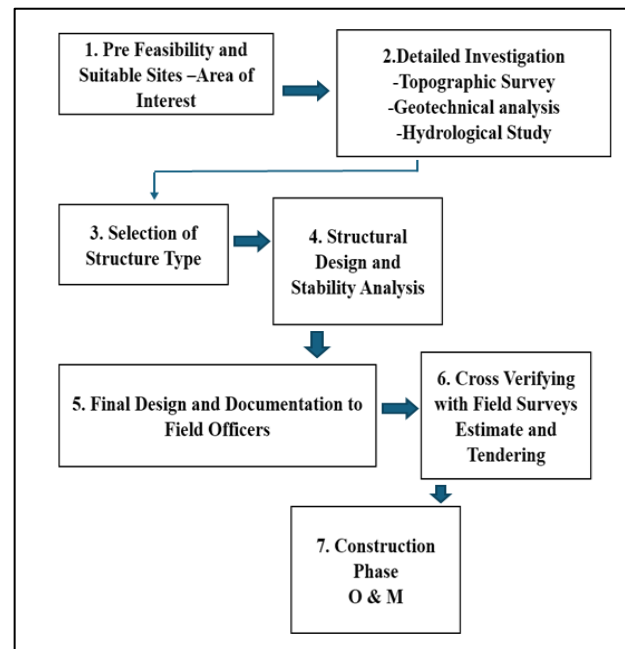 1. Pre Feasibility and
Suitable Sites –Area of
Interest
2.Detailed Investigation
-Topographic Survey
-Geotechnical analysis
-Hydrological Study
3. Selection of
Structure Type
4. Structural
Design and
Stability Analysis
5. Final Design and Documentation to
Field Officers
6. Cross Verifying
with Field Surveys
Estimate and
Tendering
7. Construction
Phase
O & M